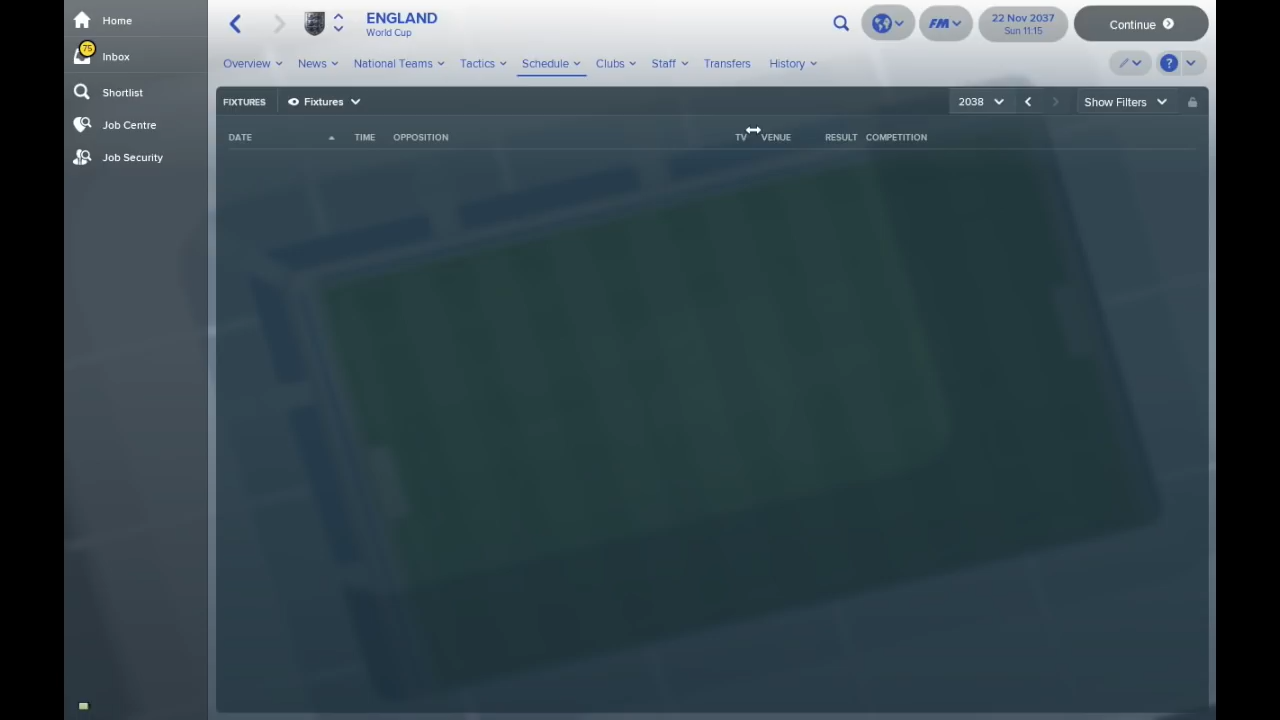 Home
75
Inbox
Shortlist
Job Centre
Job Security
ENGLAND
World Cup
FM
22 Nov 2037
Sun 11:15
Continue
Overview News National Teams Tactics Schedule Clubs Staff Transfers History
?
FIXTURES Fixtures 2038 Show Filters
DATE TIME OPPOSITION TV VENUE RESULT COMPETITION